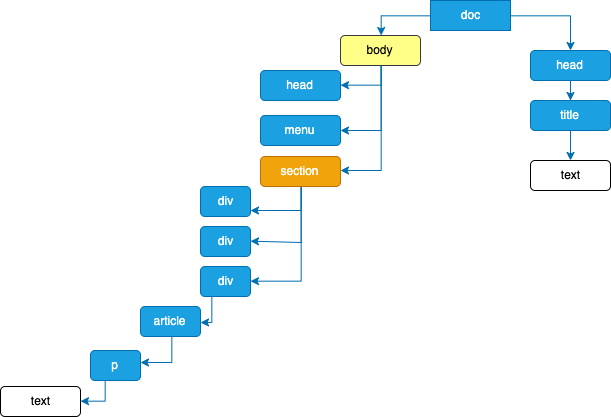 doc
body
head
head
menu
title
section
text
div
div
div
article
p
text